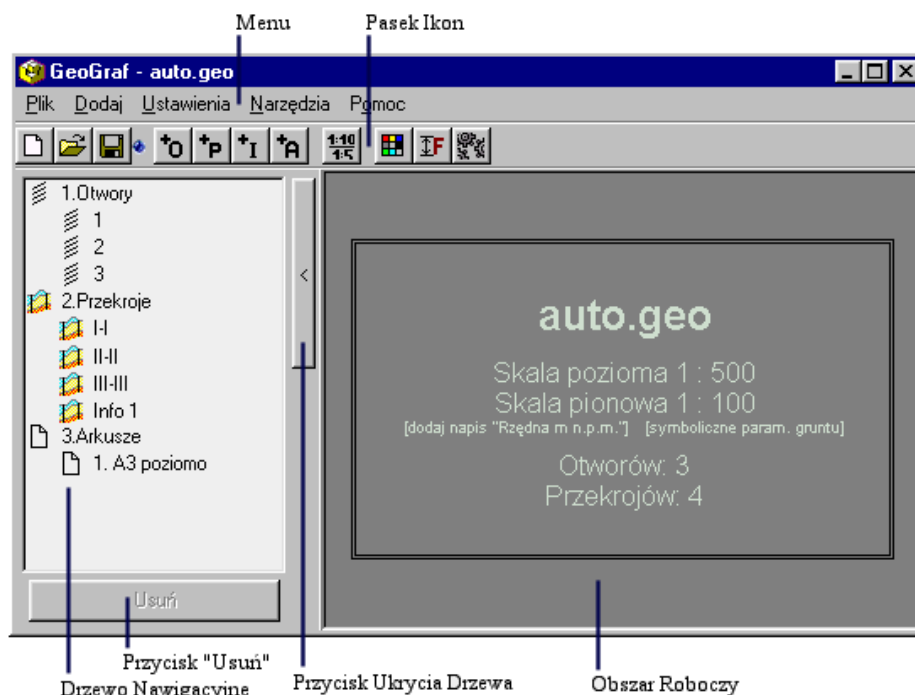 Menu
Pasek Ikon
GeoGraf - auto.geo
Plik Dodaj Ustawienia Narzędzia Pomoc
+O +P +I +A 1:10 1:5 F
1.Otwory
1
2
3
2.Przekroje
I-I
II-II
III-III
Info 1
3.Arkusze
1. A3 poziomo
<
auto.geo
Skala pozioma 1 : 500
Skala pionowa 1 : 100
[dodaj napis "Rzędna m n.p.m."] [symboliczne param. gruntu]
Otworów: 3
Przekrojów: 4
Usuń
Przycisk "Usuń"
Drzewo Nawigacyjne
Przycisk Ukrycia Drzewa
Obszar Roboczy